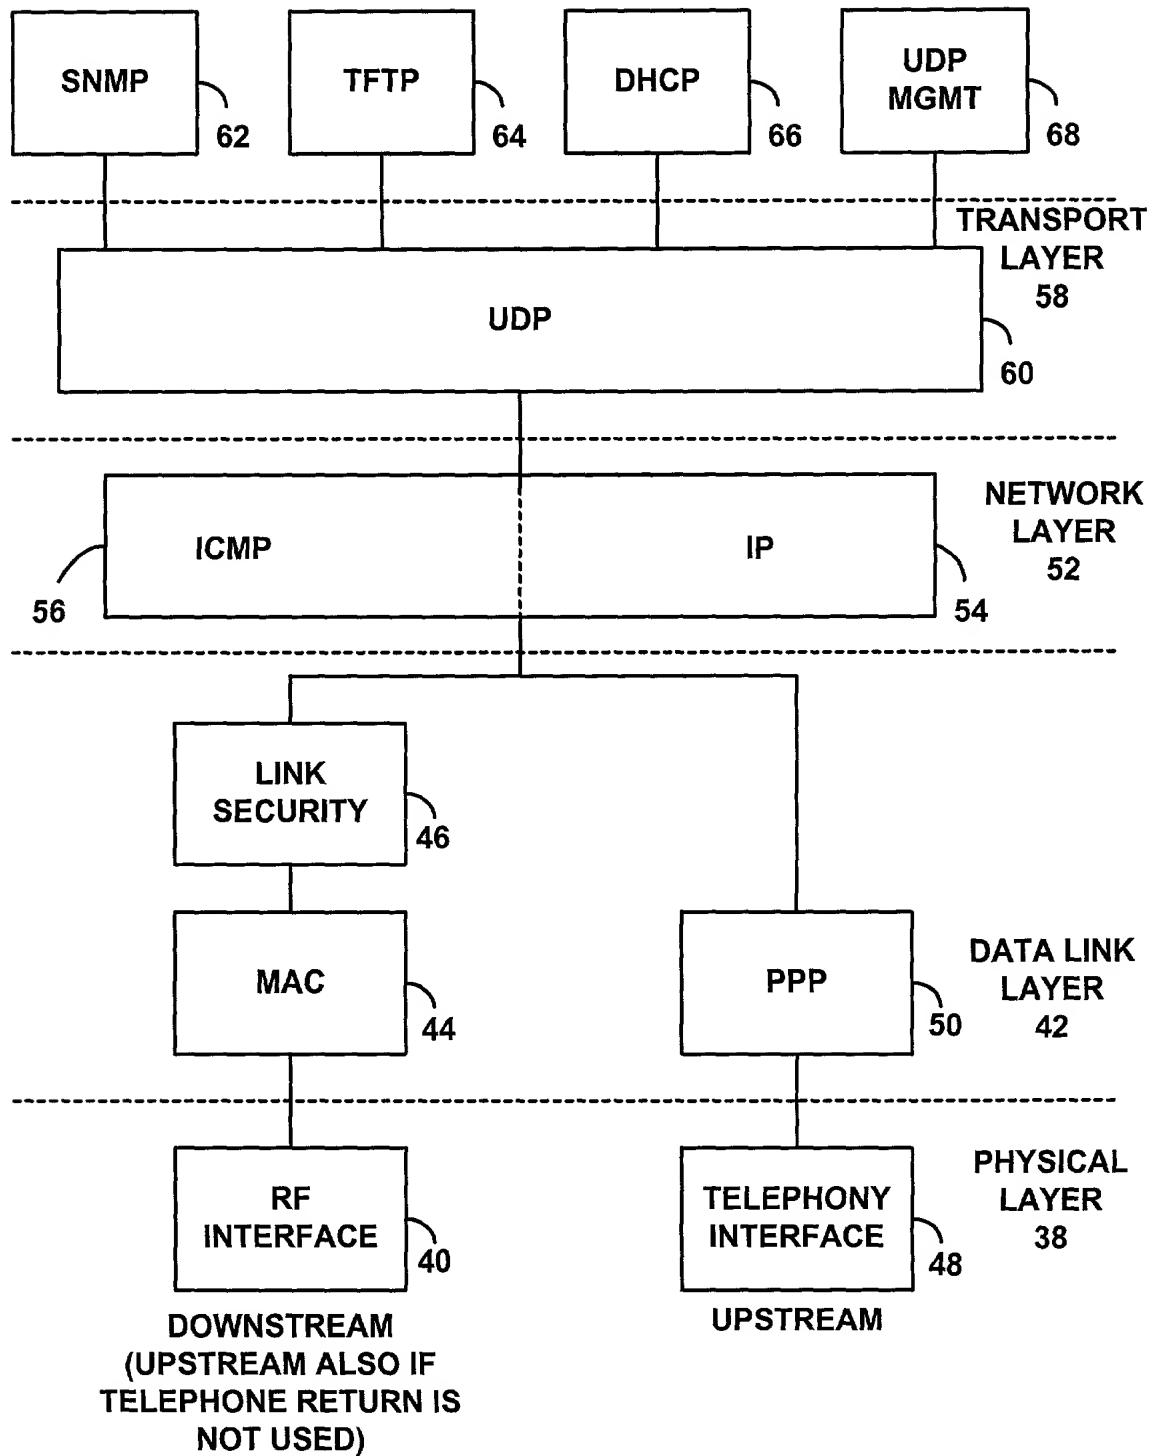 SNMP
62
TFTP
64
DHCP
66
UDP
MGMT
68
TRANSPORT
LAYER
58
UDP
60
NETWORK
LAYER
52
ICMP
56
IP
54
LINK
SECURITY
46
MAC
44
PPP
50
DATA LINK
LAYER
42
RF
INTERFACE
40
TELEPHONY
INTERFACE
48
PHYSICAL
LAYER
38
DOWNSTREAM
(UPSTREAM ALSO IF
TELEPHONE RETURN IS
NOT USED)
UPSTREAM